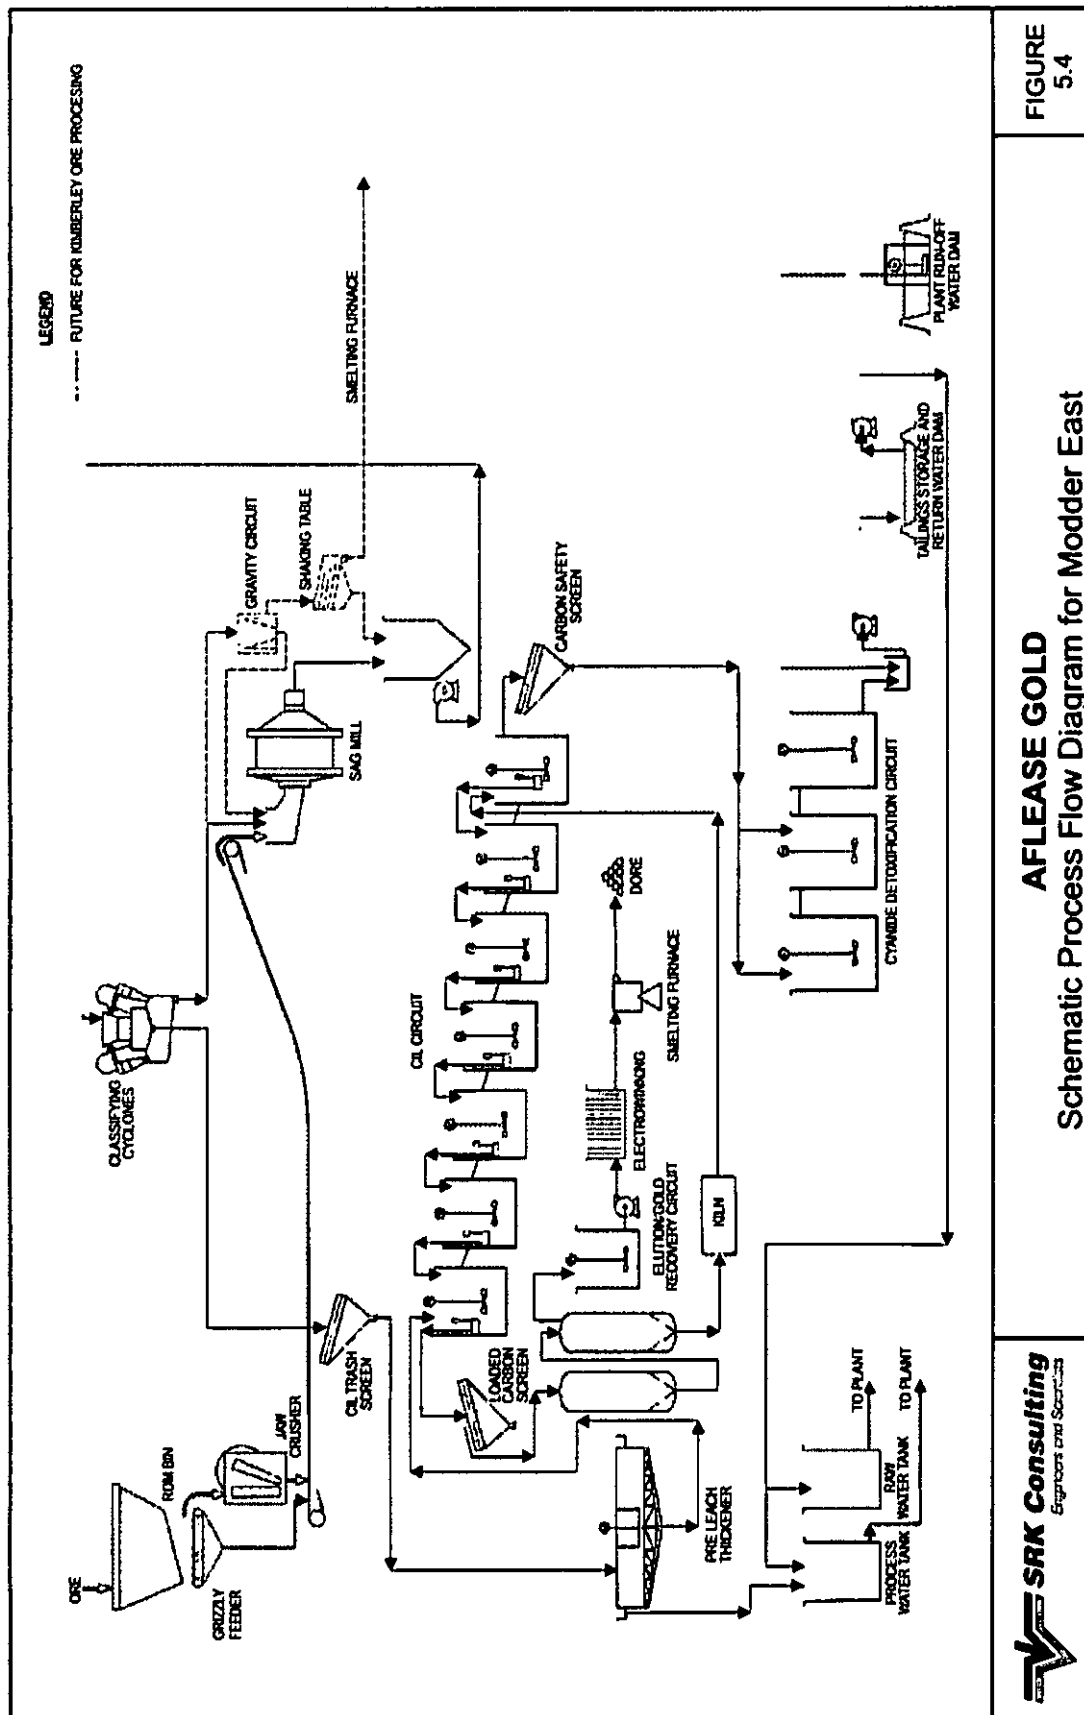 LEGEND
FUTURE FOR KIMBERLEY ORE PROCESING
ORE
ROM BIN
GRIZZLY
FEEDER
JAW
CRUSHER
CLASSIFYING
CYCLONES
GRAVITY CIRCUIT
SHAKING TABLE
SAG MILL
SMELTING FURNACE
CIL TRASH
SCREEN
CIL CIRCUIT
LOADED
CARBON
SCREEN
CARBON SAFETY
SCREEN
ELUTION/GOLD
RECOVERY CIRCUIT
ELECTROWINNING
SMELTING FURNACE
DORE
KILN
PRE LEACH
THICKENER
CYANIDE DETOXIFICATION CIRCUIT
TAILINGS STORAGE AND
RETURN WATER DAM
PLANT RUN-OFF
WATER DAM
PROCESS
WATER TANK
RAW
WATER TANK
TO PLANT
TO PLANT
SRK Consulting
Engineers and Scientists
AFLEASE GOLD
Schematic Process Flow Diagram for Modder East
FIGURE
5.4